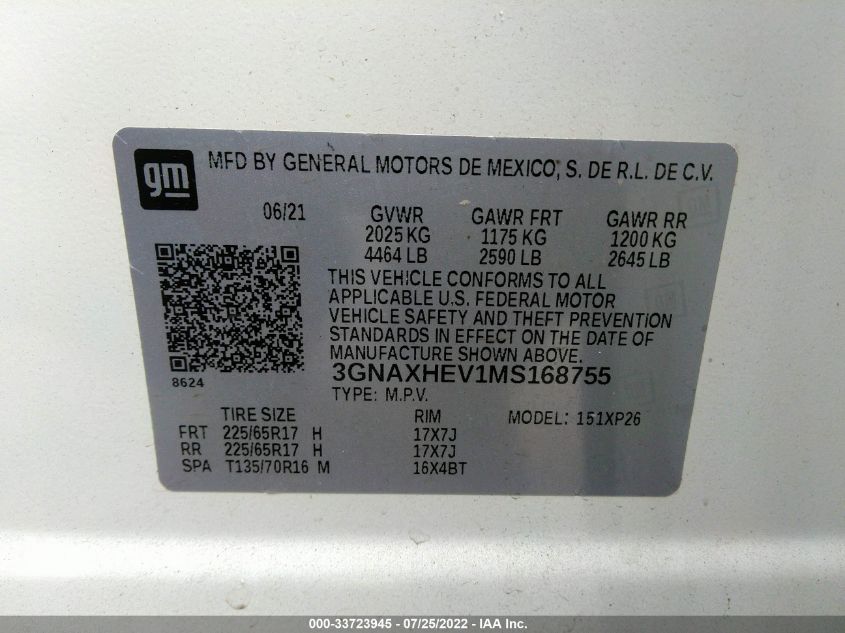 gm MFD BY GENERAL MOTORS DE MEXICO, S. DE R.L. DE C.V.
06/21 GVWR GAWR FRT GAWR RR
2025 KG 1175 KG 1200 KG
4464 LB 2590 LB 2645 LB
THIS VEHICLE CONFORMS TO ALL
APPLICABLE U.S. FEDERAL MOTOR
VEHICLE SAFETY AND THEFT PREVENTION
STANDARDS IN EFFECT ON THE DATE OF
MANUFACTURE SHOWN ABOVE.
8624 3GNAXHEV1MS168755
TYPE: M.P.V.
TIRE SIZE RIM MODEL: 151XP26
FRT 225/65R17 H 17X7J
RR 225/65R17 H 17X7J
SPA T135/70R16 M 16X4BT
000-33723945 - 07/25/2022 - IAA Inc.